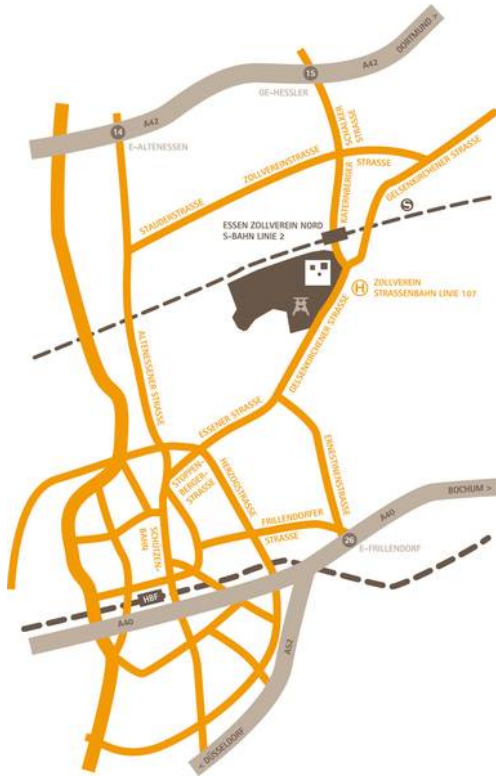 DORTMUND >
A42
15
GE-HESSLER
A42
14
E-ALTENESSEN
SCHALKER
STRASSE
ZOLLVEREINSTRASSE
STRASSE
KATERNBERGER
GELSENKIRCHENER STRASSE
STAUDERSTRASSE
S
ESSEN ZOLLVEREIN NORD
S-BAHN LINIE 2
H
ZOLLVEREIN
STRASSENBAHN LINIE 107
ALTENESSENER STRASSE
GELSENKIRCHENER STRASSE
ESSENER STRASSE
STOPPEN-
BERGER-
STRASSE
HERZOGSTRASSE
ERNESTINENSTRASSE
BOCHUM >
A40
SCHÜTZEN-
BAHN
FRILLENDORFER
STRASSE
26
E-FRILLENDORF
HBF
A40
A52
< DÜSSELDORF